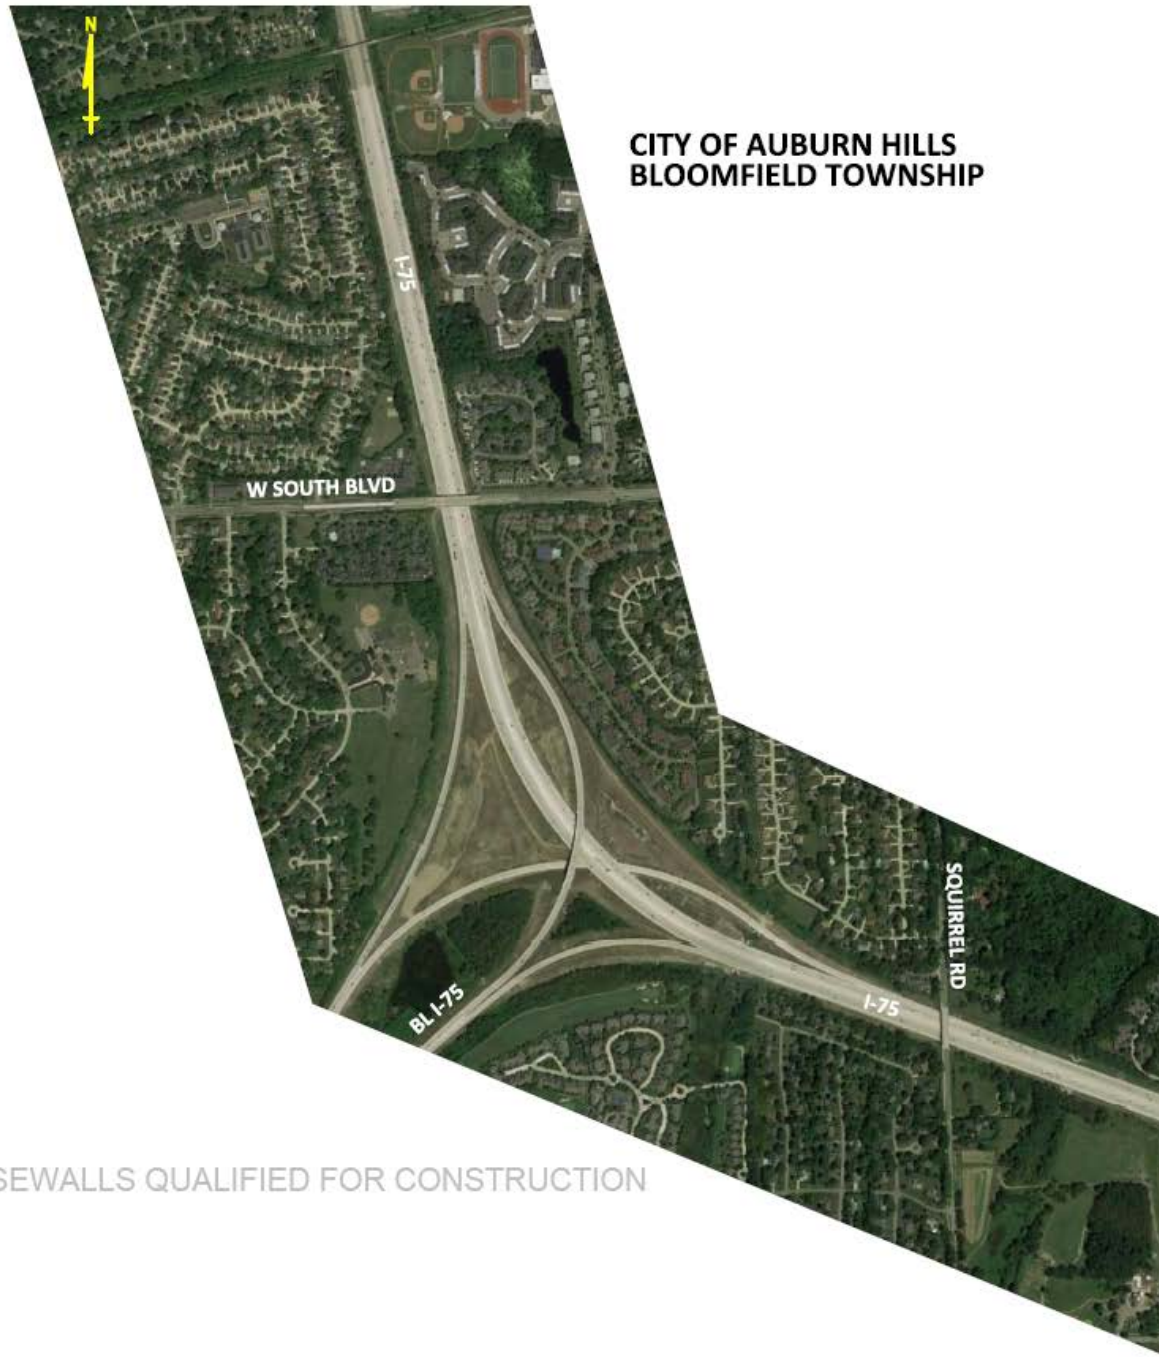 N
CITY OF AUBURN HILLS
BLOOMFIELD TOWNSHIP
I-75
W SOUTH BLVD
SQUIRREL RD
I-75
BL I-75
SEWALLS QUALIFIED FOR CONSTRUCTION